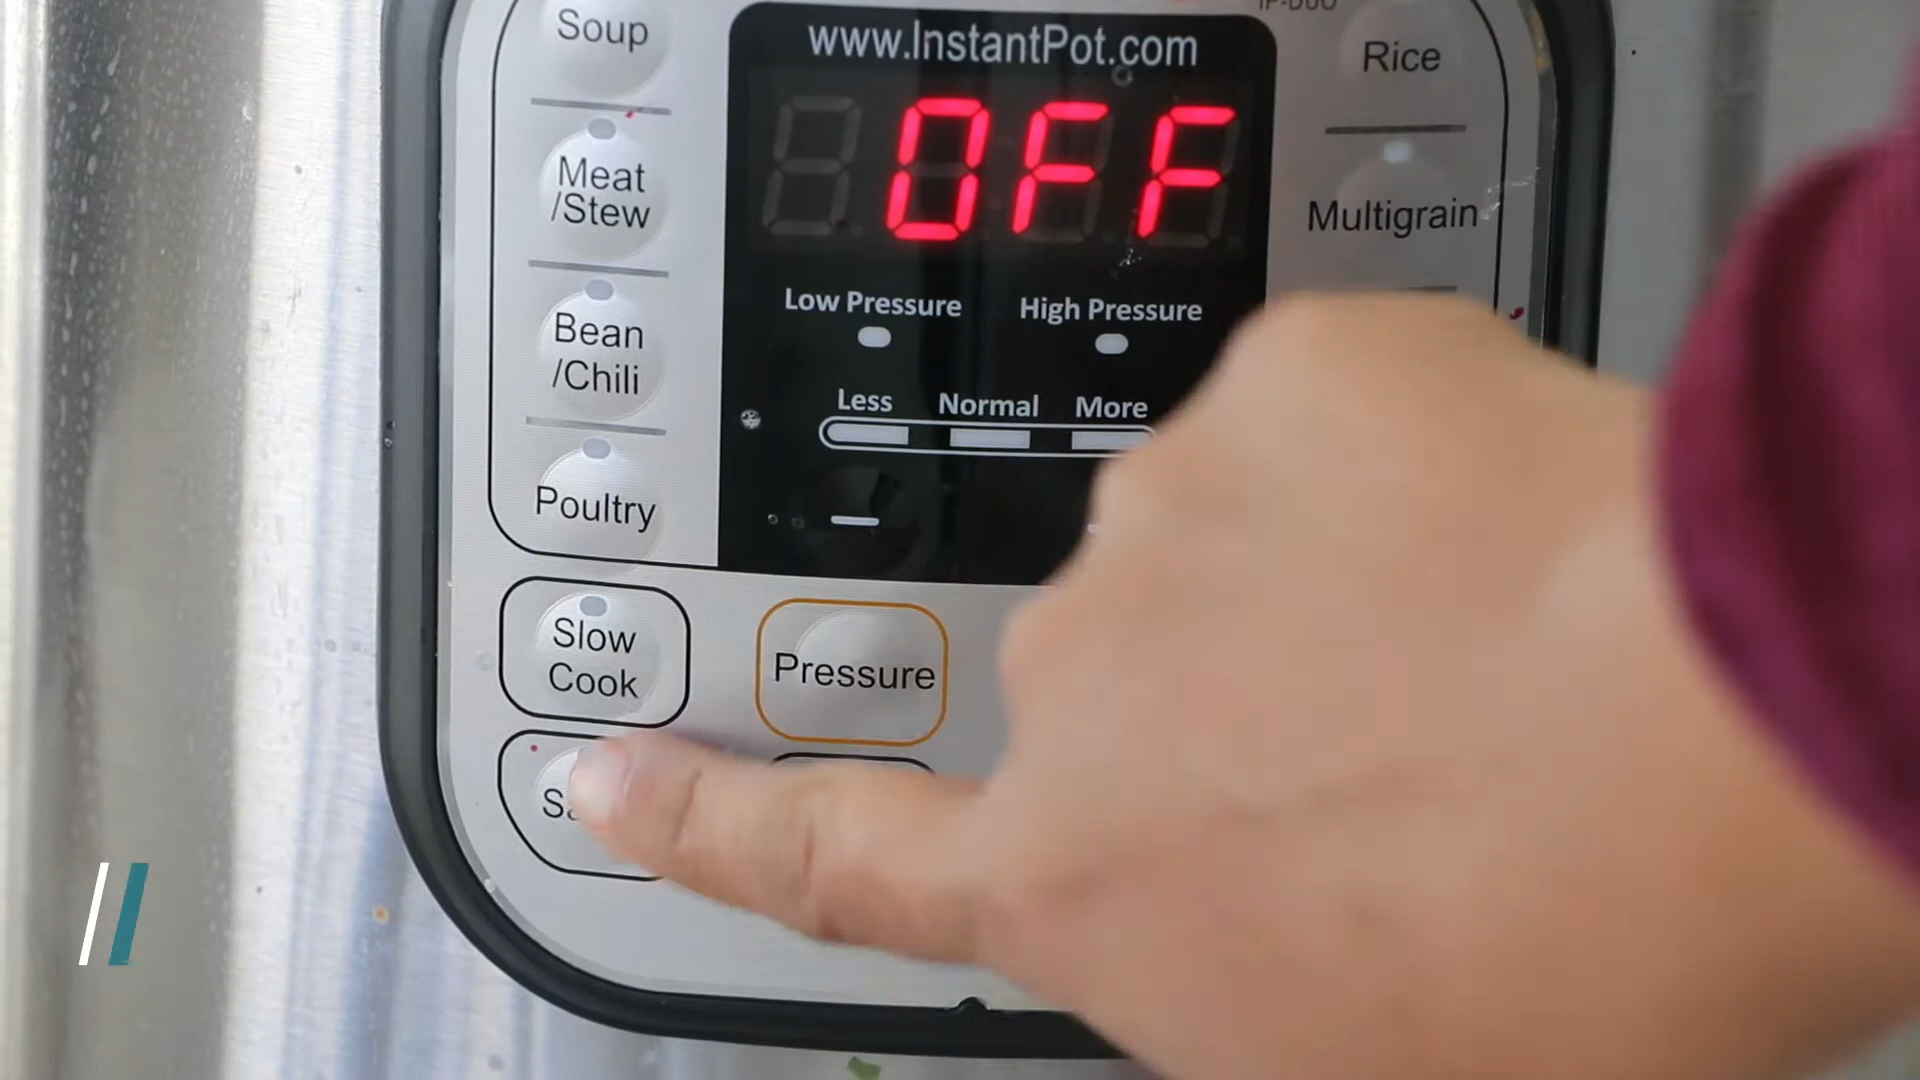 Soup
www.InstantPot.com
Rice
OFF
Meat
/Stew
Multigrain
Low Pressure
High Pressure
Bean
/Chili
Less
Normal
More
Poultry
Slow
Cook
Pressure